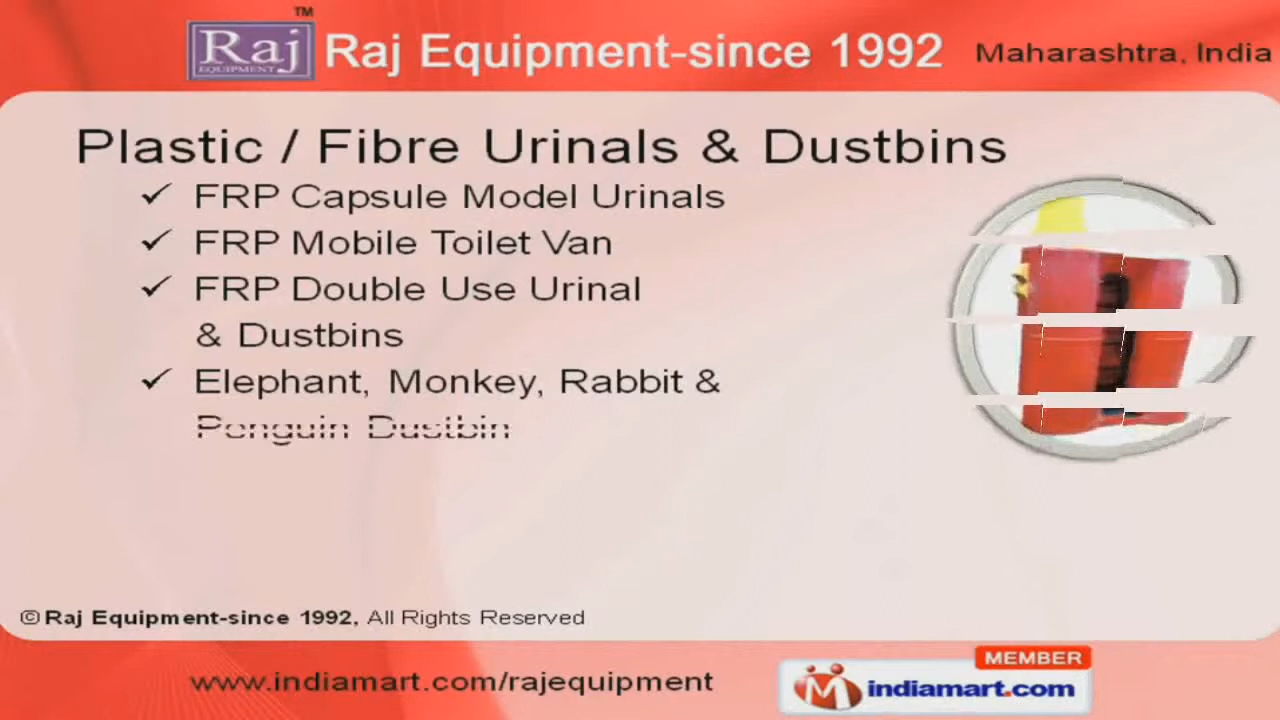 Raj
EQUIPMENT
TM
Raj Equipment-since 1992
Maharashtra, India
Plastic / Fibre Urinals & Dustbins
✓ FRP Capsule Model Urinals
✓ FRP Mobile Toilet Van
✓ FRP Double Use Urinal
& Dustbins
✓ Elephant, Monkey, Rabbit &
Penguin Dustbin
©Raj Equipment-since 1992, All Rights Reserved
www.indiamart.com/rajequipment
MEMBER
indiamart.com